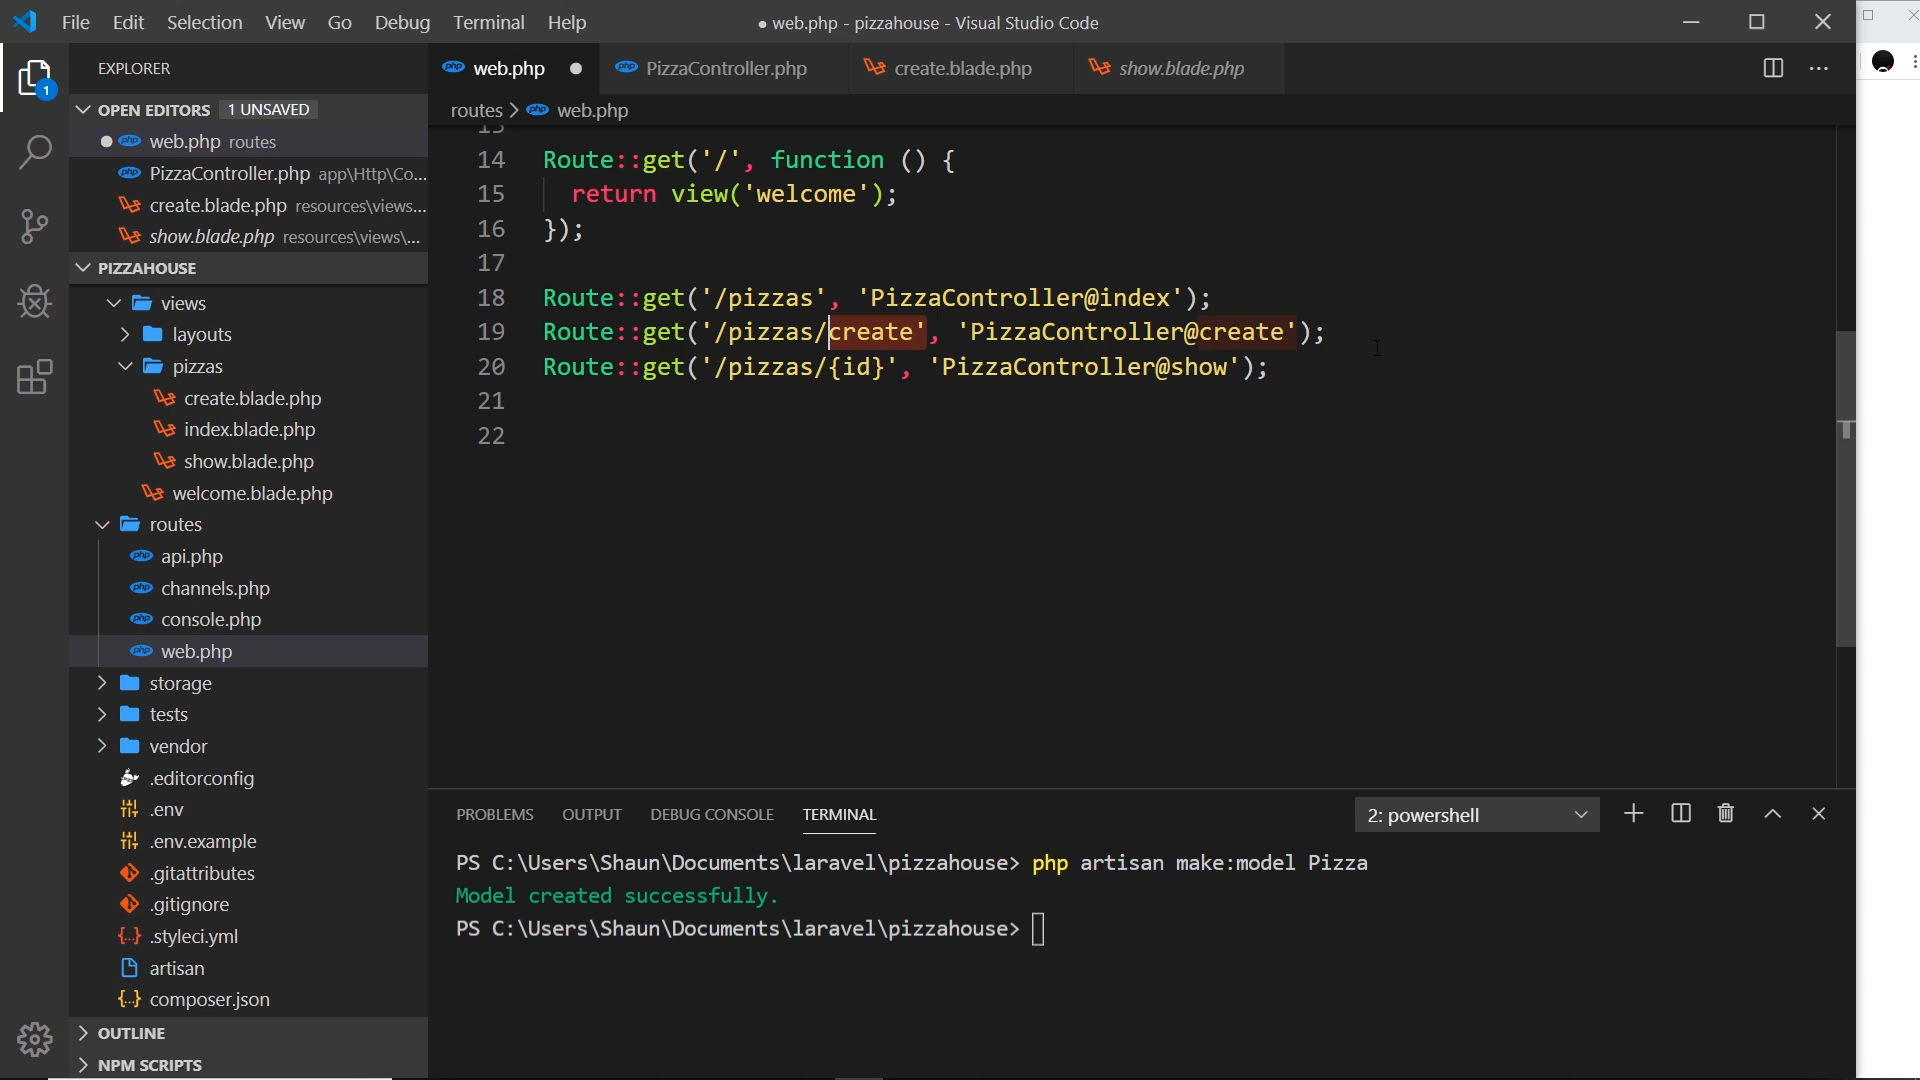 File Edit Selection View Go Debug Terminal Help
● web.php - pizzahouse - Visual Studio Code
EXPLORER
OPEN EDITORS 1 UNSAVED
web.php routes
PizzaController.php app\Http\Co...
create.blade.php resources\views...
show.blade.php resources\views\...
PIZZAHOUSE
views
layouts
pizzas
create.blade.php
index.blade.php
show.blade.php
welcome.blade.php
routes
api.php
channels.php
console.php
web.php
storage
tests
vendor
.editorconfig
.env
.env.example
.gitattributes
.gitignore
.styleci.yml
artisan
composer.json
OUTLINE
NPM SCRIPTS
1
web.php PizzaController.php create.blade.php show.blade.php
routes > web.php
14 Route::get('/', function () {
15 return view('welcome');
16 });
17
18 Route::get('/pizzas', 'PizzaController@index');
19 Route::get('/pizzas/create', 'PizzaController@create');
20 Route::get('/pizzas/{id}', 'PizzaController@show');
21
22
PROBLEMS OUTPUT DEBUG CONSOLE TERMINAL 2: powershell
PS C:\Users\Shaun\Documents\laravel\pizzahouse> php artisan make:model Pizza
Model created successfully.
PS C:\Users\Shaun\Documents\laravel\pizzahouse>